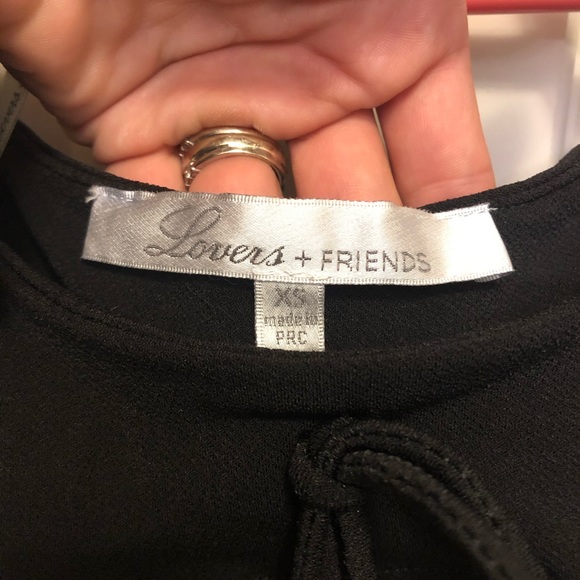 Lovers + FRIENDS
XS
made in
PRC